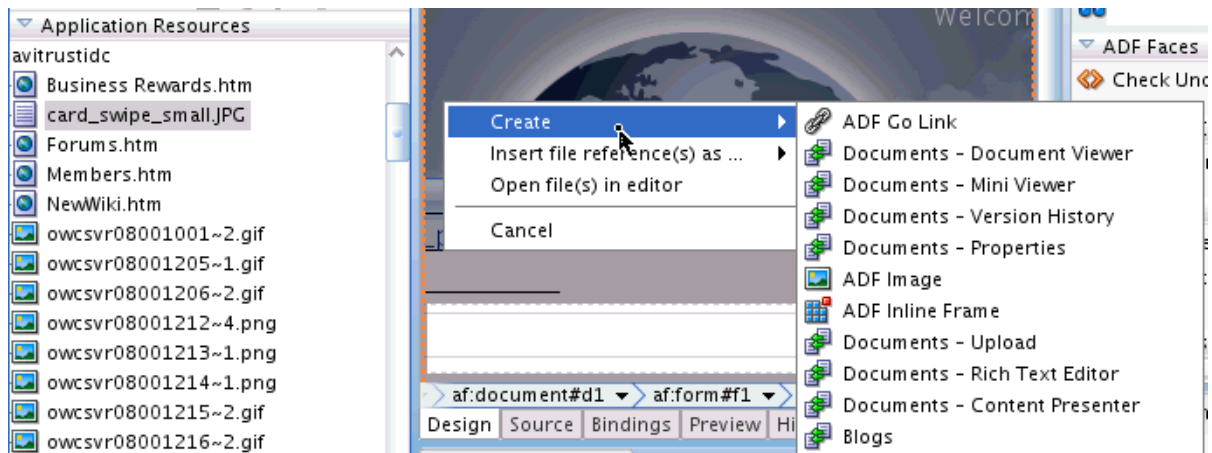 Application Resources
avitrustidc
Business Rewards.htm
card_swipe_small.JPG
Forums.htm
Members.htm
NewWiki.htm
owcsvr08001001~2.gif
owcsvr08001205~1.gif
owcsvr08001206~2.gif
owcsvr08001212~4.png
owcsvr08001213~1.png
owcsvr08001214~1.png
owcsvr08001215~2.gif
owcsvr08001216~2.gif
Welcom
Create
Insert file reference(s) as ...
Open file(s) in editor
Cancel
ADF Go Link
Documents - Document Viewer
Documents - Mini Viewer
Documents - Version History
Documents - Properties
ADF Image
ADF Inline Frame
Documents - Upload
Documents - Rich Text Editor
Documents - Content Presenter
Blogs
af:document#d1 af:form#f1
Design Source Bindings Preview Hi
ADF Faces
Check Unc